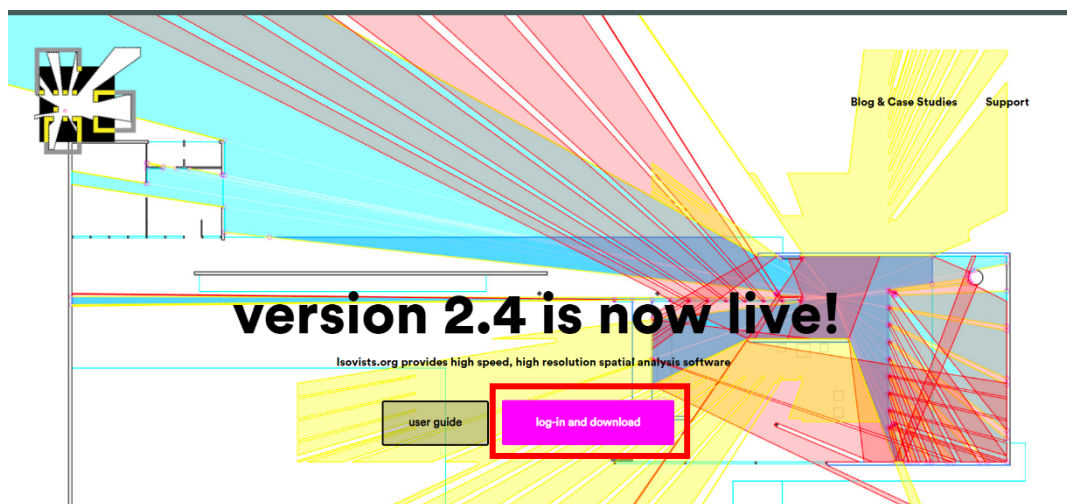 Blog & Case Studies Support
version 2.4 is now live!
Isovists.org provides high speed, high resolution spatial analysis software
user guide log-in and download